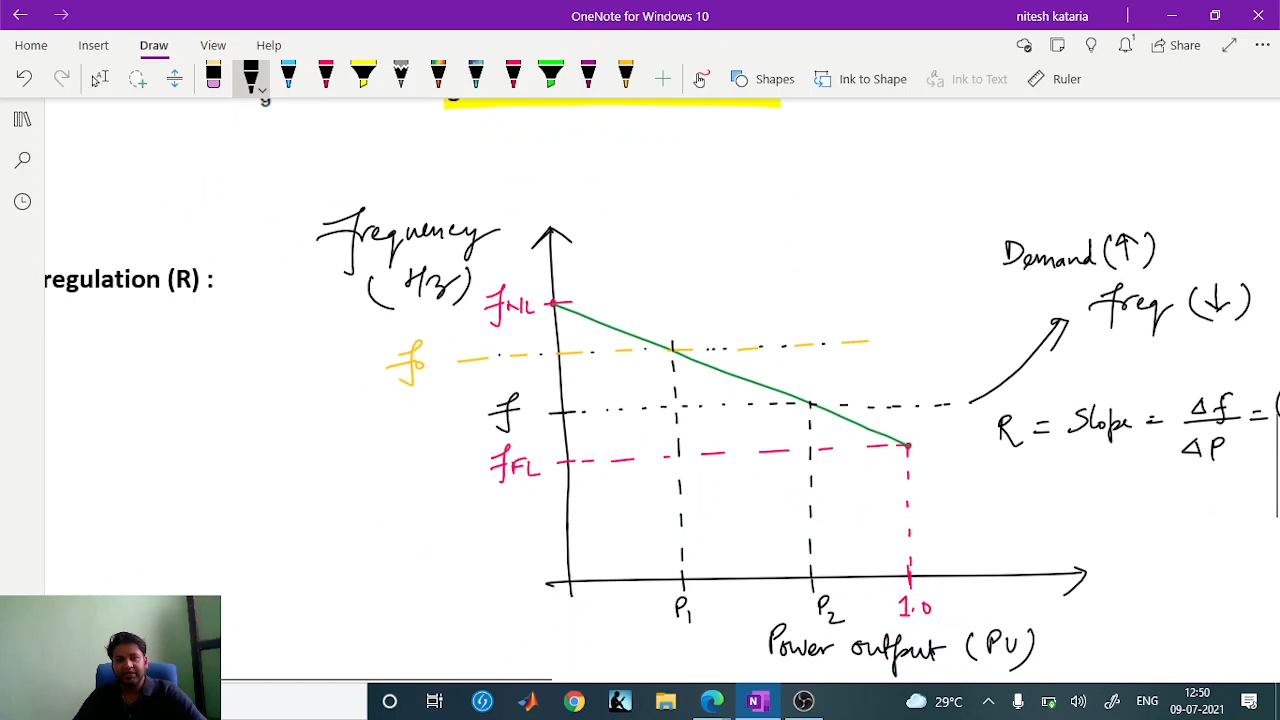 OneNote for Windows 10
nitesh kataria
Home Insert Draw View Help
Share
Shapes Ink to Shape Ink to Text Ruler
regulation (R) :
Frequency
(Hz)
fNL
fo
f
fFL
Demand (↑)
freq (↓)
R = Slope = Δf/ΔP =
P1 P2 1.0
Power output (PU)
29°C ENG 12:50
09-07-2021